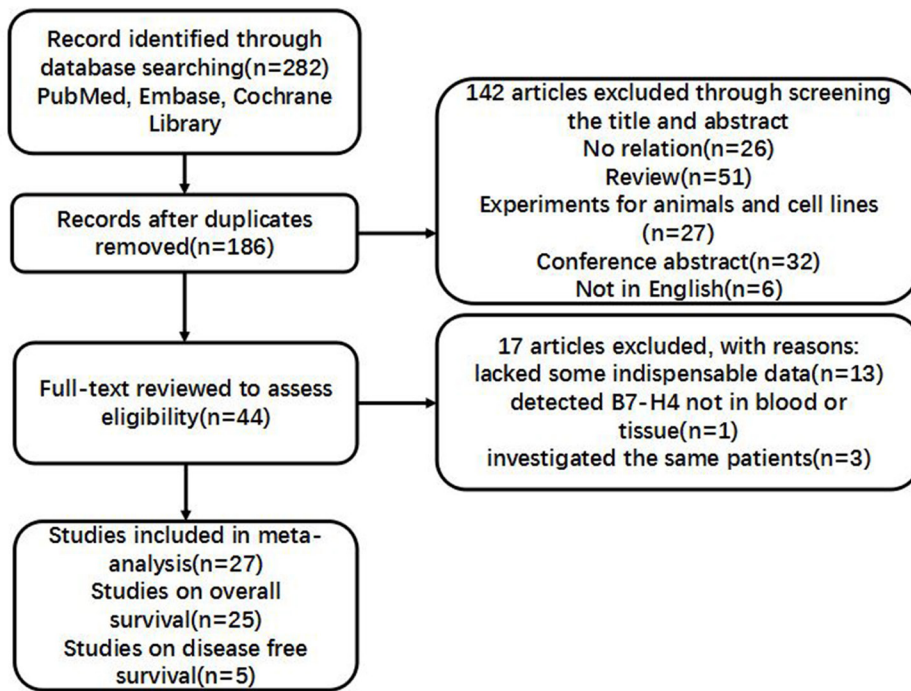 Record identified through
database searching(n=282)
PubMed, Embase, Cochrane
Library
142 articles excluded through screening
the title and abstract
No relation(n=26)
Review(n=51)
Experiments for animals and cell lines
(n=27)
Conference abstract(n=32)
Not in English(n=6)
Records after duplicates
removed(n=186)
17 articles excluded, with reasons:
lacked some indispensable data(n=13)
detected B7-H4 not in blood or
tissue(n=1)
investigated the same patients(n=3)
Full-text reviewed to assess
eligibility(n=44)
Studies included in meta-
analysis(n=27)
Studies on overall
survival(n=25)
Studies on disease free
survival(n=5)